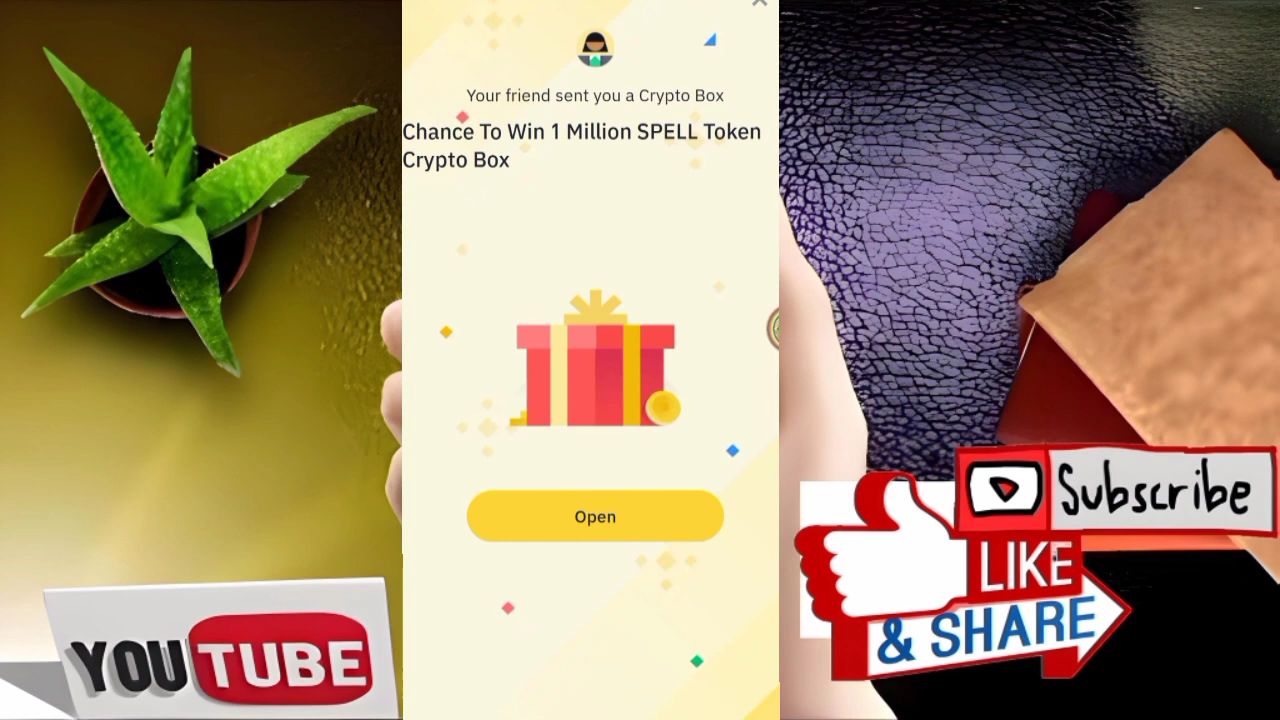 Your friend sent you a Crypto Box
Chance To Win 1 Million SPELL Token
Crypto Box
Open
YOUTUBE
Subscribe
LIKE
& SHARE